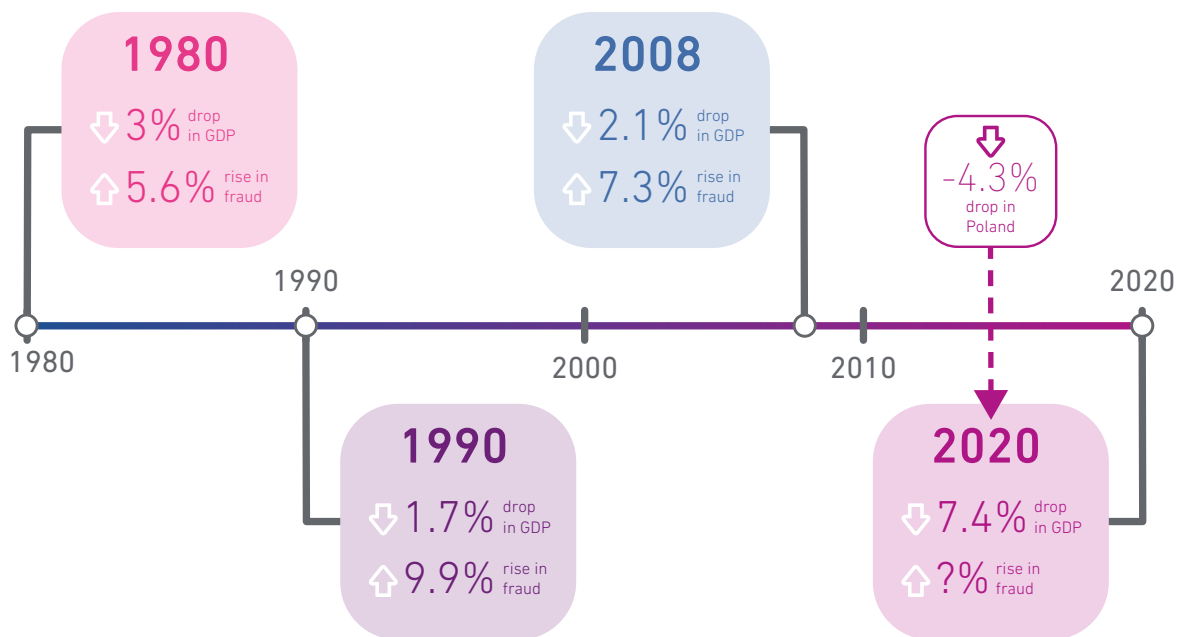 1980
3% drop
in GDP
5.6% rise in
fraud
2008
2.1% drop
in GDP
7.3% rise in
fraud
-4.3%
drop in
Poland
1990
2020
1980
2000
2010
1990
1.7% drop
in GDP
9.9% rise in
fraud
2020
7.4% drop
in GDP
?% rise in
fraud